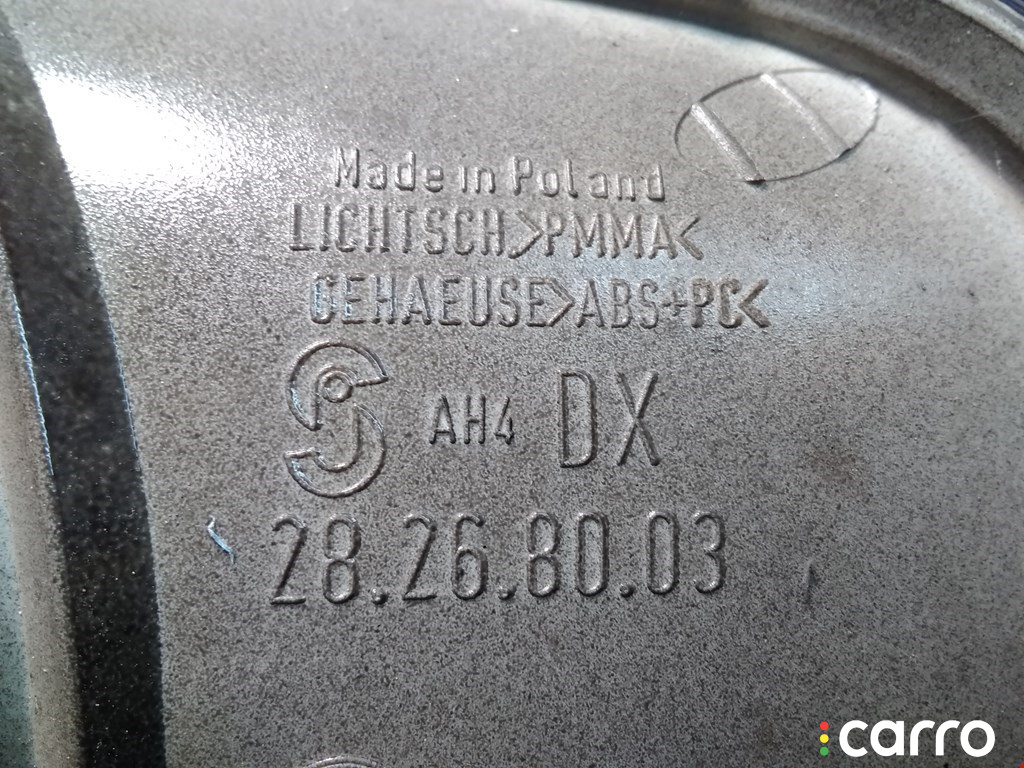 Made in Poland
LICHTSCH>PMMA<
GEHAEUSE>ABS+PC<
AH4 DX
28.26.80.03
carro